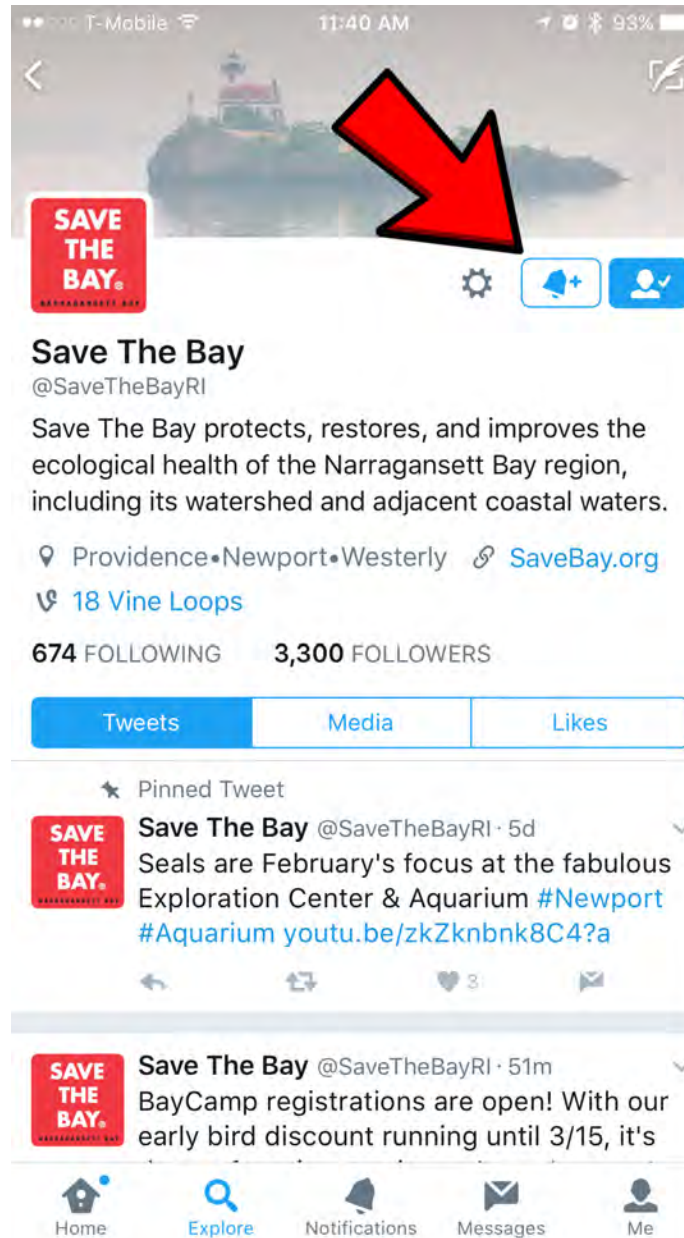 T-Mobile 11:40 AM 93%
SAVE
THE
BAY®
NARRAGANSETT BAY
Save The Bay
@SaveTheBayRI
Save The Bay protects, restores, and improves the
ecological health of the Narragansett Bay region,
including its watershed and adjacent coastal waters.
Providence•Newport•Westerly SaveBay.org
18 Vine Loops
674 FOLLOWING 3,300 FOLLOWERS
Tweets Media Likes
Pinned Tweet
SAVE
THE
BAY®
Save The Bay @SaveTheBayRI · 5d
Seals are February's focus at the fabulous
Exploration Center & Aquarium #Newport
#Aquarium youtu.be/zkZknbnk8C4?a
3
SAVE
THE
BAY®
Save The Bay @SaveTheBayRI · 51m
BayCamp registrations are open! With our
early bird discount running until 3/15, it's
Home Explore Notifications Messages Me